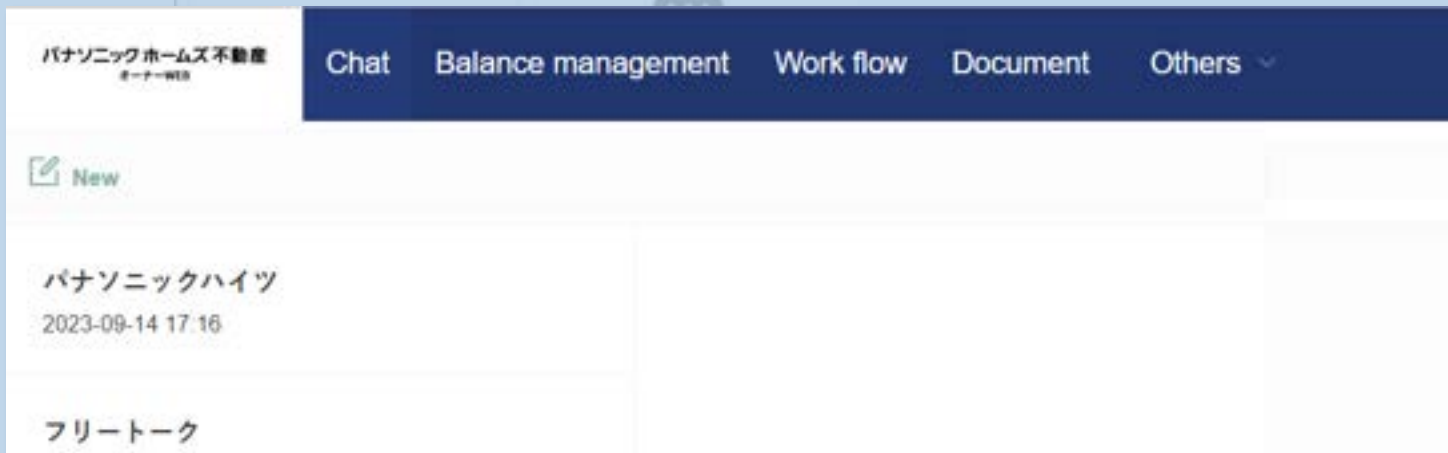 パナソニック ホームズ 不動産
オーナーWEB
Chat Balance management Work flow Document Others
New
パナソニックハイツ
2023-09-14 17:16
フリートーク